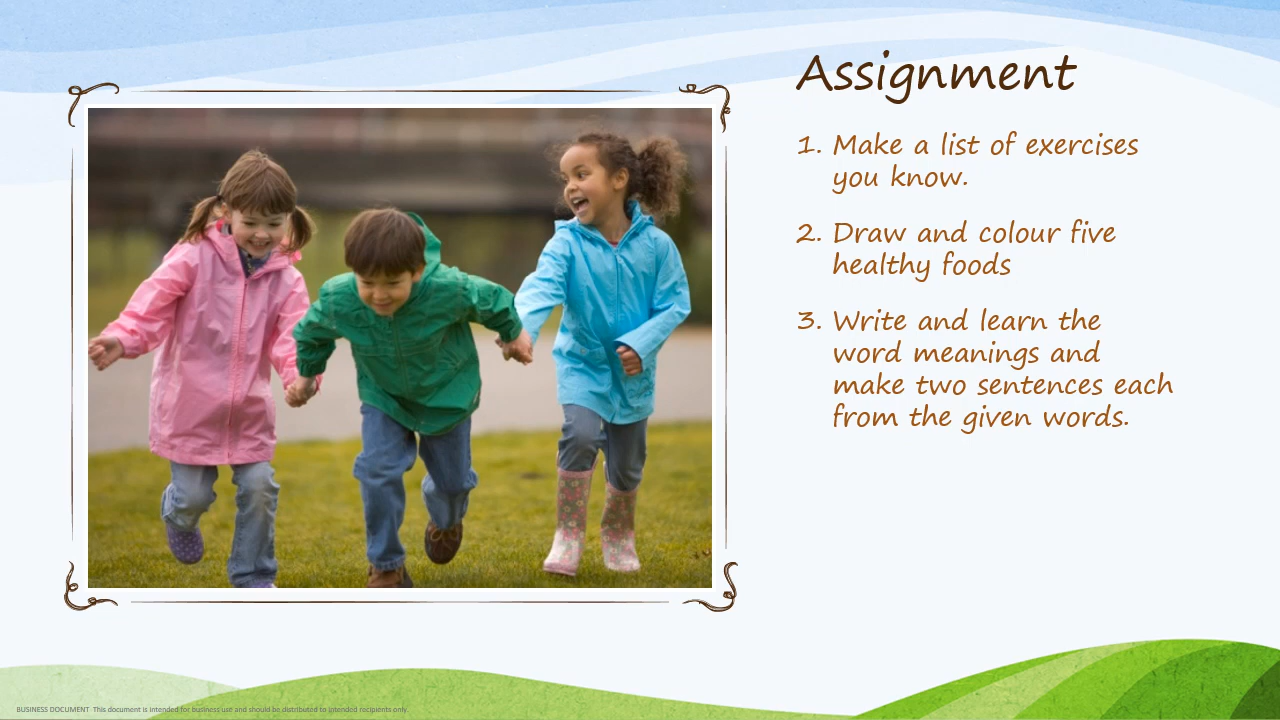 Assignment
1. Make a list of exercises
you know.
2. Draw and colour five
healthy foods
3. Write and learn the
word meanings and
make two sentences each
from the given words.
BUSINESS DOCUMENT This document is intended for business use and should be distributed to intended recipients only.